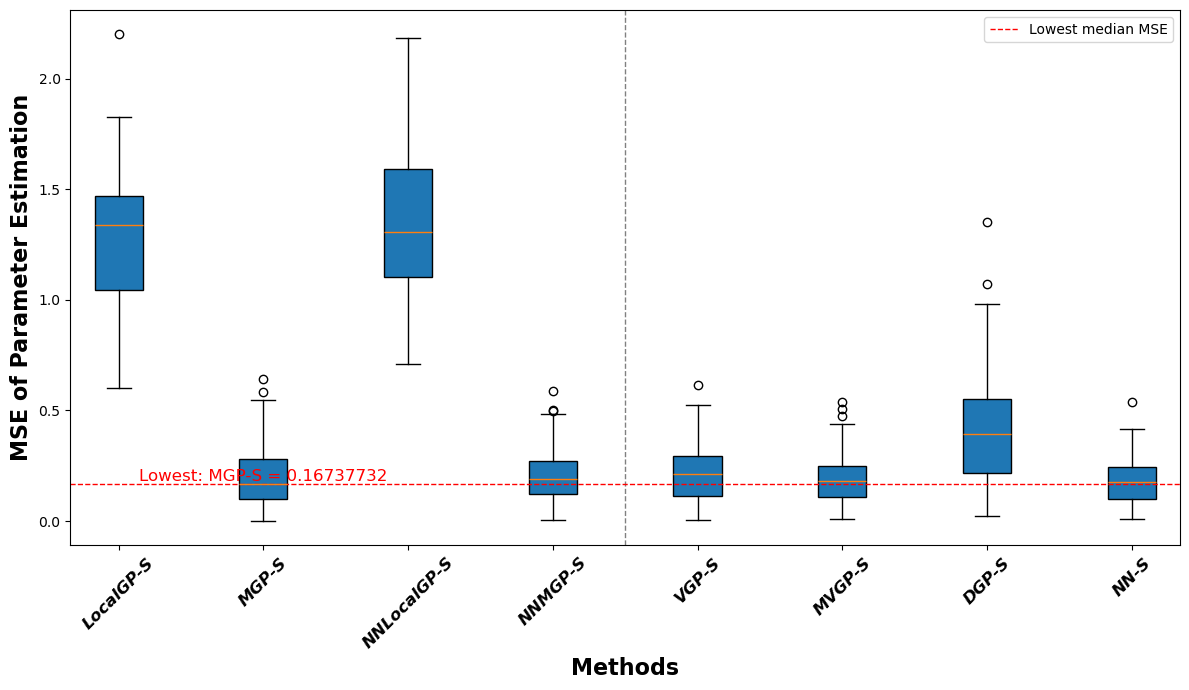 Lowest median MSE
MSE of Parameter Estimation
2.0
1.5
1.0
0.5
0.0
Lowest: MGP-S = 0.16737732
LocalGP-S
MGP-S
NNLocalGP-S
NNMGP-S
VGP-S
MVGP-S
DGP-S
NN-S
Methods